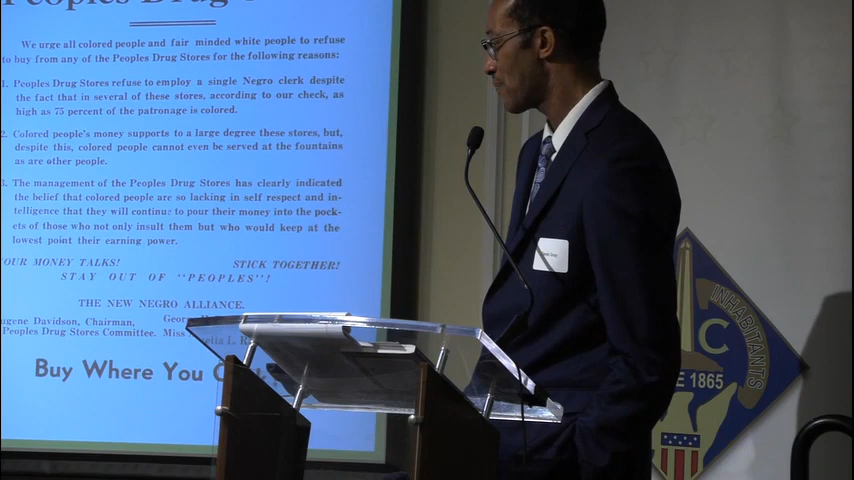 Peoples Drug
We urge all colored people and fair minded white people to refuse
to buy from any of the Peoples Drug Stores for the following reasons:
1. Peoples Drug Stores refuse to employ a single Negro clerk despite
the fact that in several of these stores, according to our check, as
high as 75 percent of the patronage is colored.
2. Colored people's money supports to a large degree these stores, but,
despite this, colored people cannot even be served at the fountains
as are other people.
3. The management of the Peoples Drug Stores has clearly indicated
the belief that colored people are so lacking in self respect and in-
telligence that they will continue to pour their money into the pock-
ets of those who not only insult them but who would keep at the
lowest point their earning power.
YOUR MONEY TALKS! STICK TOGETHER!
STAY OUT OF "PEOPLES"!
THE NEW NEGRO ALLIANCE.
Eugene Davidson, Chairman,
Peoples Drug Stores Committee. Miss
Buy Where You
INHABITANTS
C
1865